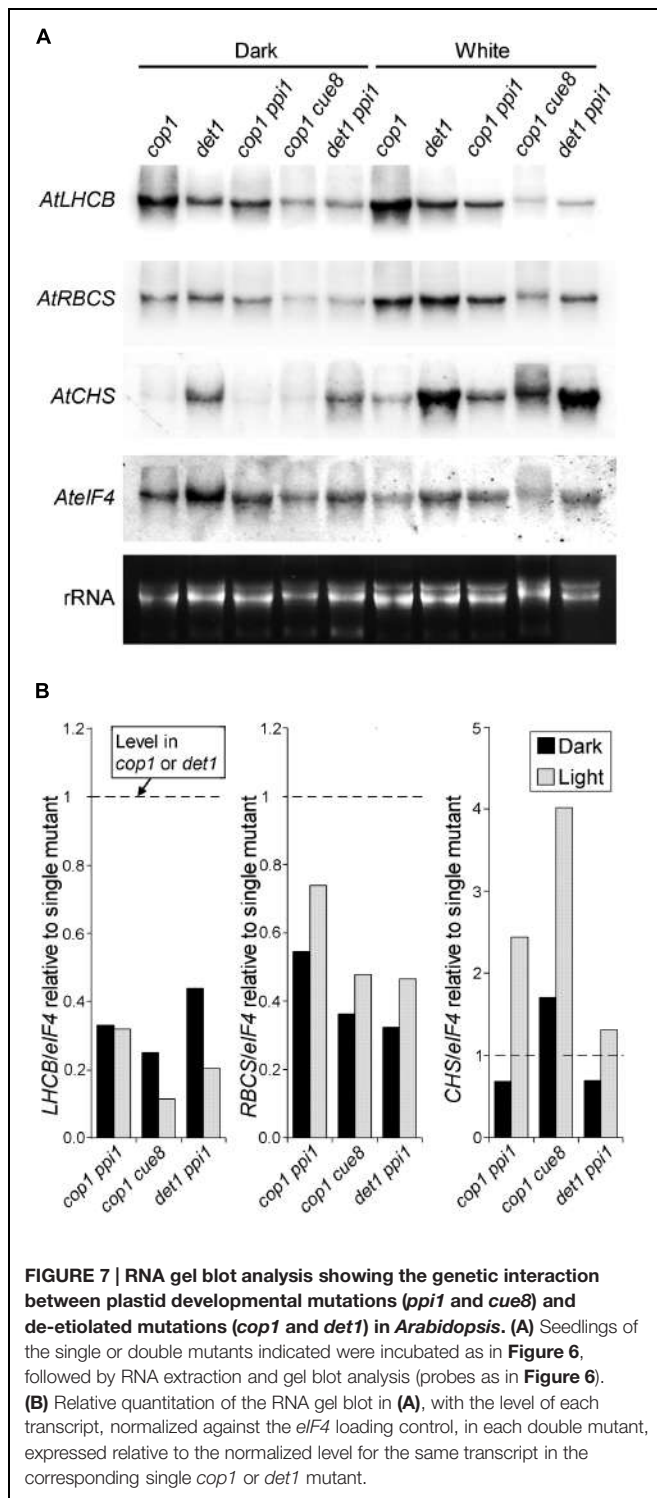 A
Dark White
cop1 det1 cop1 ppi1 cop1 cue8 det1 ppi1 cop1 det1 cop1 ppi1 cop1 cue8 det1 ppi1
AtLHCB
AtRBCS
AtCHS
AteIF4
rRNA
B
LHCB/eIF4 relative to single mutant
1.2
1
0.8
0.6
0.4
0.2
0.0
Level in
cop1 or det1
cop1 ppi1
cop1 cue8
det1 ppi1
RBCS/eIF4 relative to single mutant
1.2
1
0.8
0.6
0.4
0.2
0.0
cop1 ppi1
cop1 cue8
det1 ppi1
CHS/eIF4 relative to single mutant
5
4
3
2
1
0
Dark
Light
cop1 ppi1
cop1 cue8
det1 ppi1
FIGURE 7 | RNA gel blot analysis showing the genetic interaction
between plastid developmental mutations (ppi1 and cue8) and
de-etiolated mutations (cop1 and det1) in Arabidopsis. (A) Seedlings of
the single or double mutants indicated were incubated as in Figure 6,
followed by RNA extraction and gel blot analysis (probes as in Figure 6).
(B) Relative quantitation of the RNA gel blot in (A), with the level of each
transcript, normalized against the eIF4 loading control, in each double mutant,
expressed relative to the normalized level for the same transcript in the
corresponding single cop1 or det1 mutant.